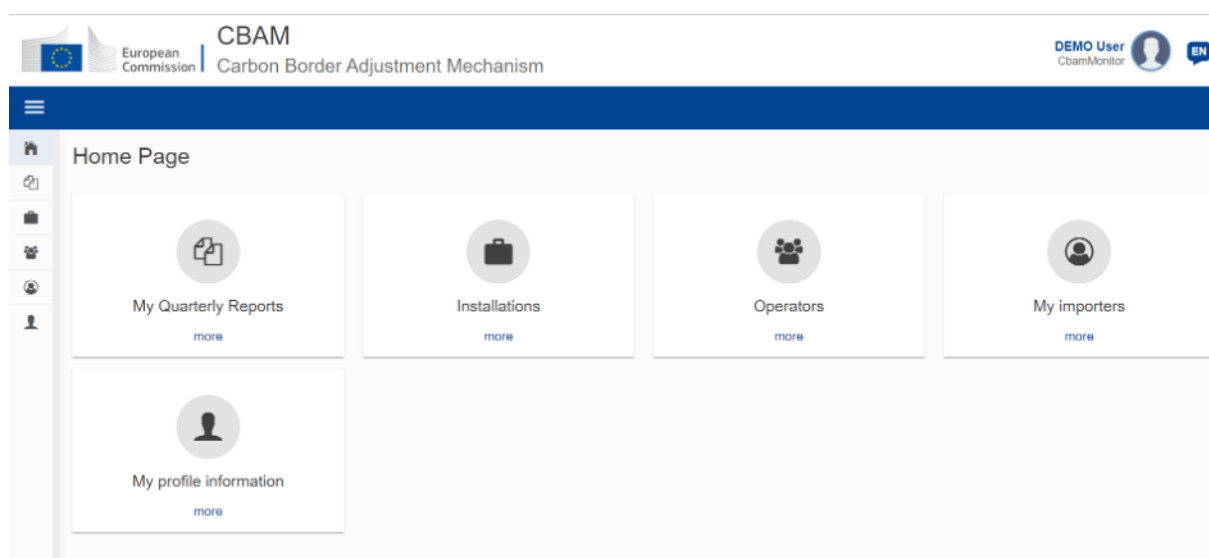 European
Commission
CBAM
Carbon Border Adjustment Mechanism
DEMO User
CbamMonitor
EN
Home Page
My Quarterly Reports
more
Installations
more
Operators
more
My importers
more
My profile information
more